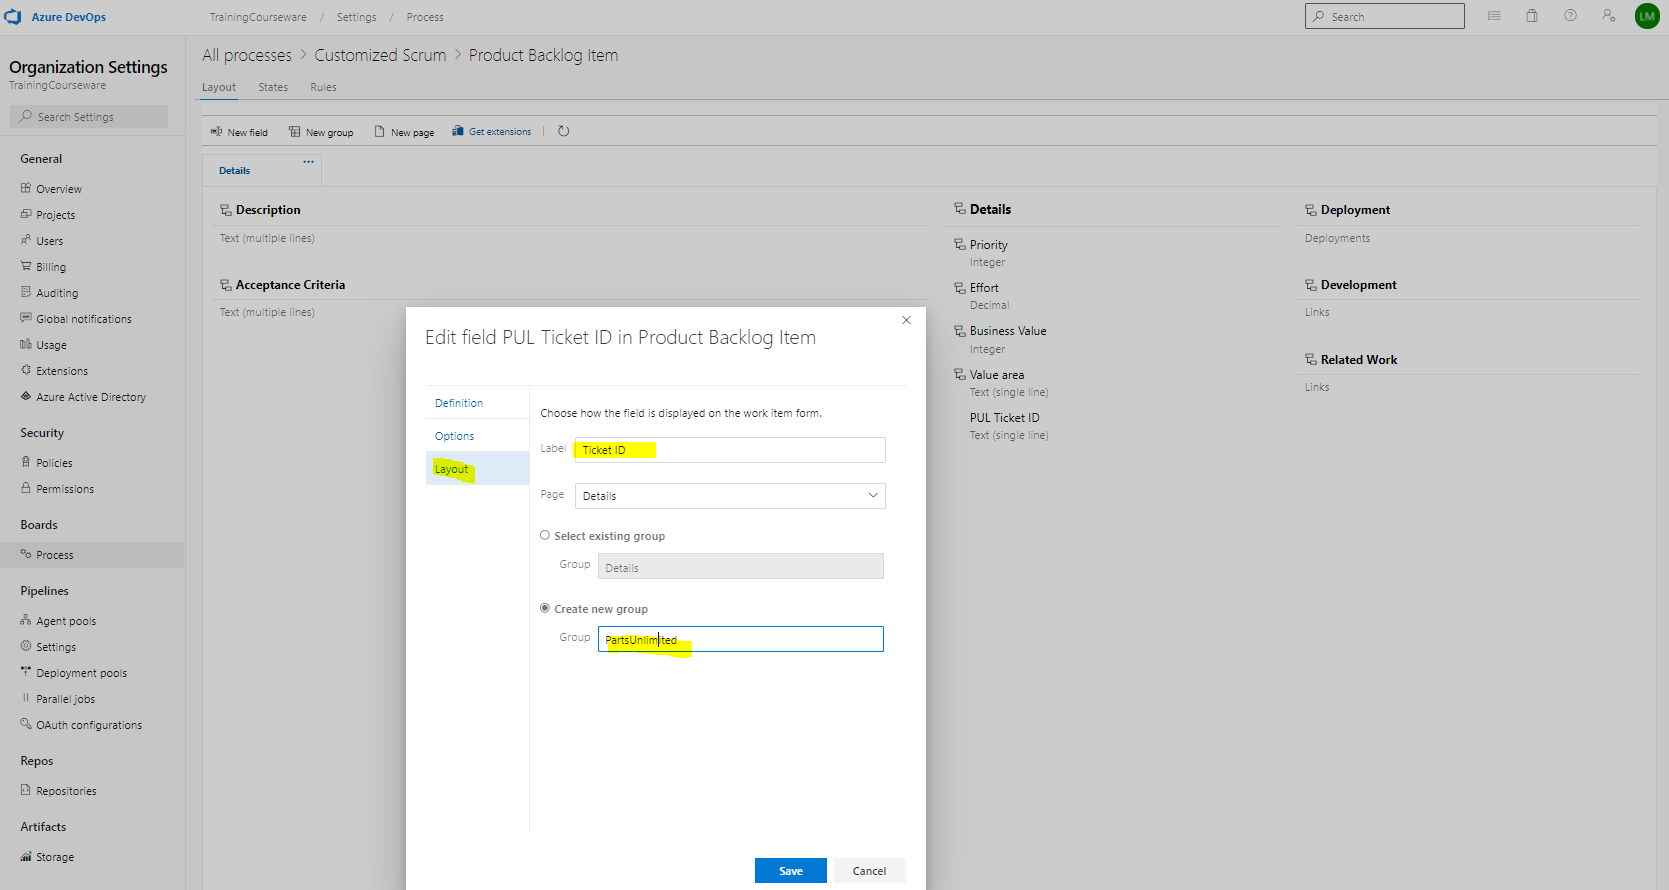 Azure DevOps
TrainingCourseware / Settings / Process
Search
LM
Organization Settings
TrainingCourseware
Search Settings
General
Overview
Projects
Users
Billing
Auditing
Global notifications
Usage
Extensions
Azure Active Directory
Security
Policies
Permissions
Boards
Process
Pipelines
Agent pools
Settings
Deployment pools
Parallel jobs
OAuth configurations
Repos
Repositories
Artifacts
Storage
All processes > Customized Scrum > Product Backlog Item
Layout States Rules
New field New group New page Get extensions
Details
Description
Text (multiple lines)
Acceptance Criteria
Text (multiple lines)
Details
Priority
Integer
Effort
Decimal
Business Value
Integer
Value area
Text (single line)
PUL Ticket ID
Text (single line)
Deployment
Deployments
Development
Links
Related Work
Links
Edit field PUL Ticket ID in Product Backlog Item
Definition
Options
Layout
Choose how the field is displayed on the work item form.
Label Ticket ID
Page Details
Select existing group
Group Details
Create new group
Group PartsUnlimited
Save Cancel